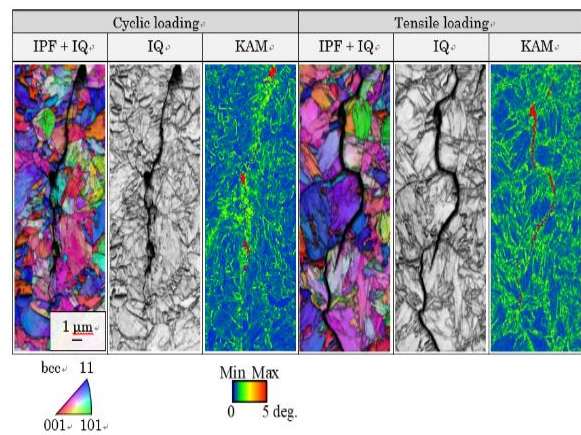 Cyclic loading Tensile loading
IPF + IQ IQ KAM IPF + IQ IQ KAM
1 μm
bcc 11 Min Max
001 101 0 5 deg.